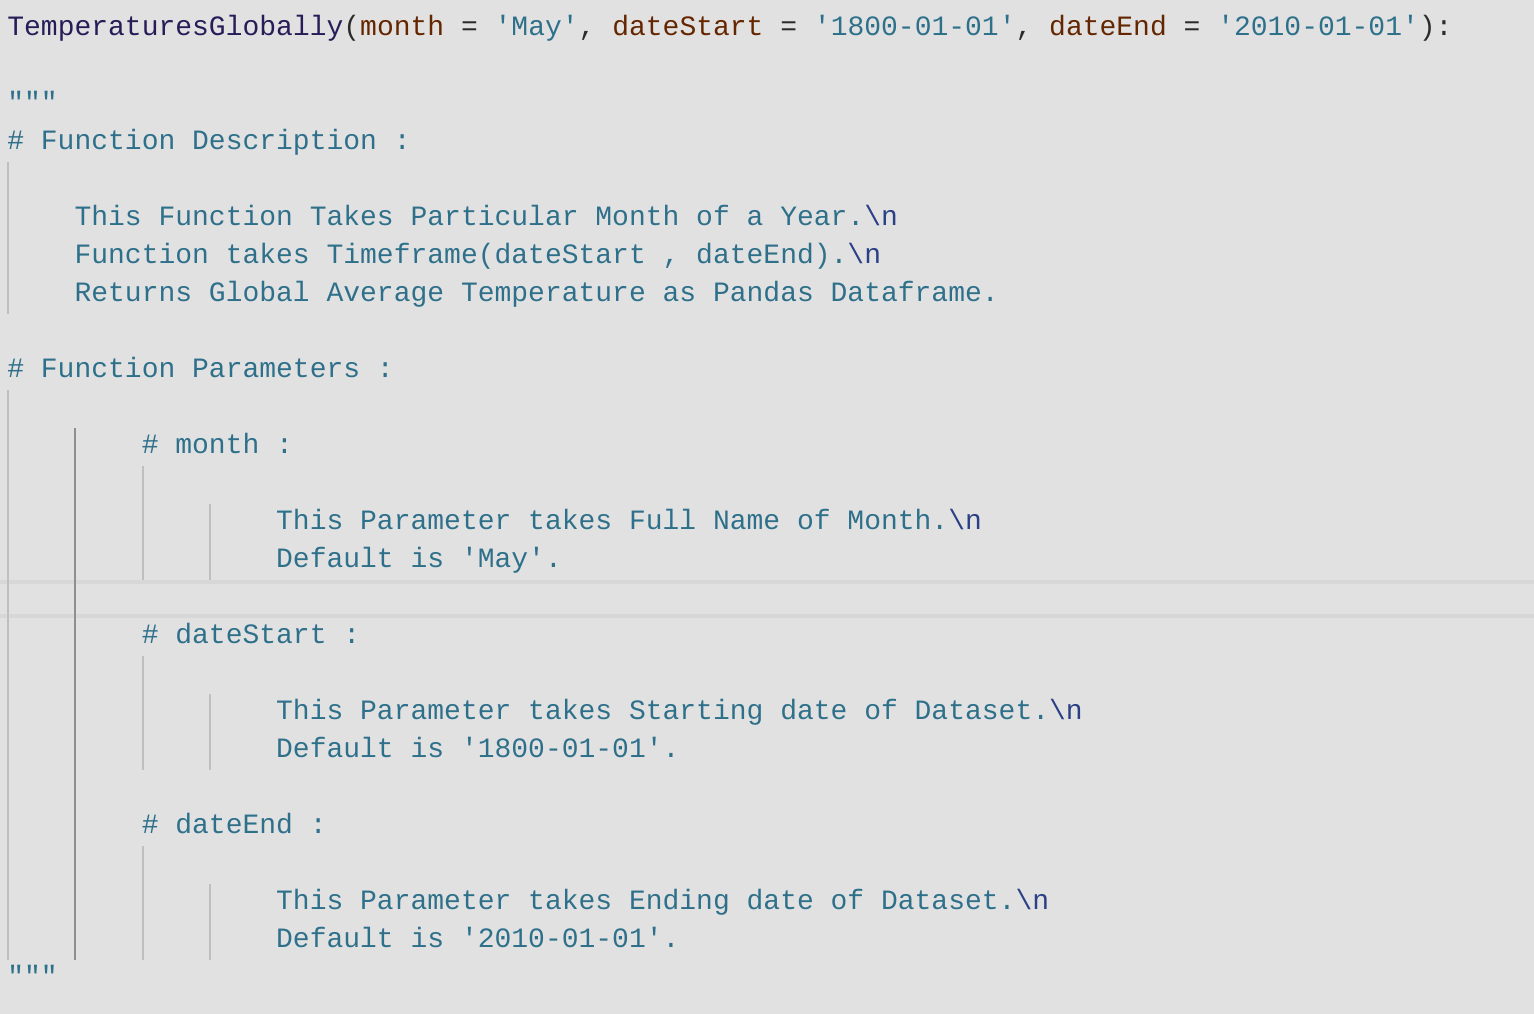 TemperaturesGlobally(month = 'May', dateStart = '1800-01-01', dateEnd = '2010-01-01'):
"""
# Function Description :
This Function Takes Particular Month of a Year.\n
Function takes Timeframe(dateStart , dateEnd).\n
Returns Global Average Temperature as Pandas Dataframe.
# Function Parameters :
# month :
This Parameter takes Full Name of Month.\n
Default is 'May'.
# dateStart :
This Parameter takes Starting date of Dataset.\n
Default is '1800-01-01'.
# dateEnd :
This Parameter takes Ending date of Dataset.\n
Default is '2010-01-01'.
"""